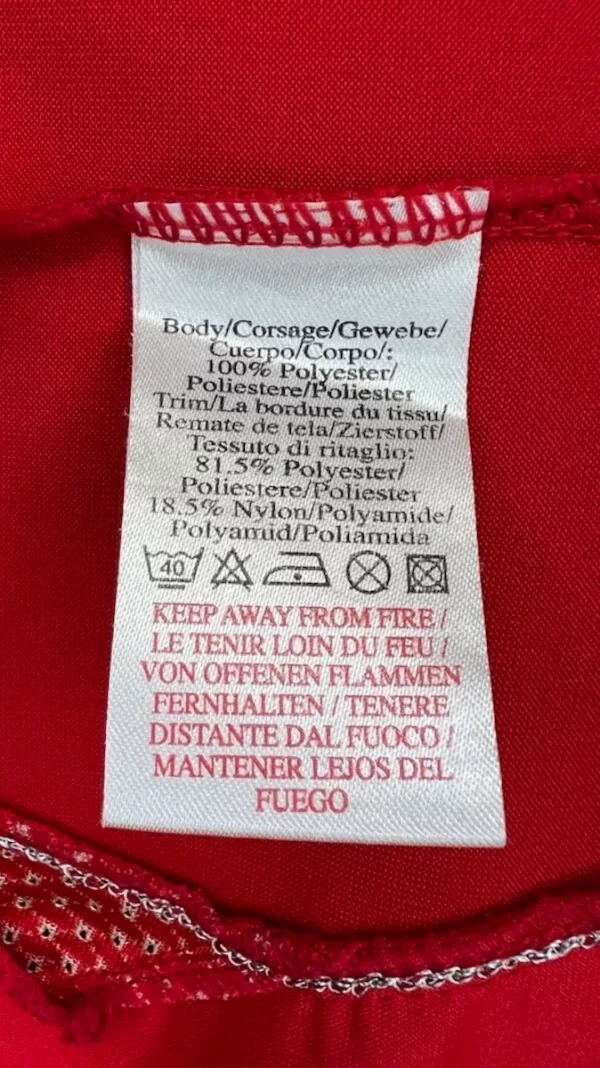 Body/Corsage/Gewebe/
Cuerpo/Corpo/:
100% Polyester/
Poliestere/Poliester
Trim/La bordure du tissu/
Remate de tela/Zierstoff/
Tessuto di ritaglio:
81.5% Polyester/
Poliestere/Poliester
18.5% Nylon/Polyamide/
Polyamid/Poliamida
40
KEEP AWAY FROM FIRE /
LE TENIR LOIN DU FEU /
VON OFFENEN FLAMMEN
FERNHALTEN / TENERE
DISTANTE DAL FUOCO /
MANTENER LEJOS DEL
FUEGO